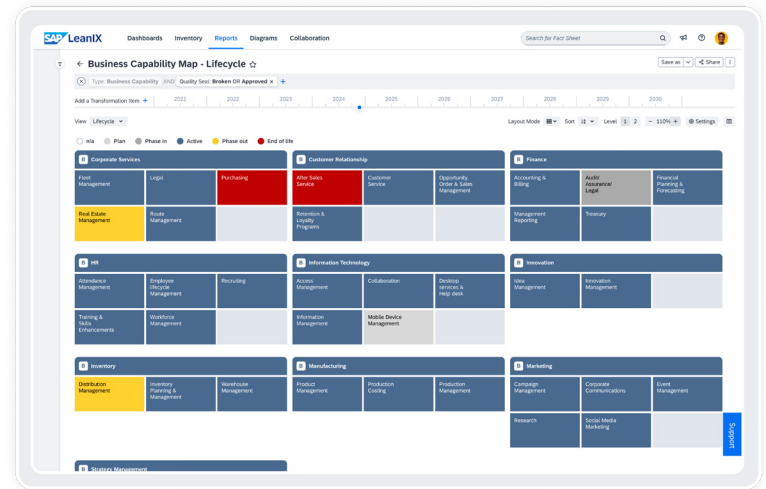 SAP LeanIX
Dashboards Inventory Reports Diagrams Collaboration
Search for Fact Sheet
← Business Capability Map - Lifecycle
Save as Share
Type: Business Capability AND Quality Seal: Broken OR Approved × +
Add a Transformation Item +
2021 2022 2023 2024 2025 2026 2027 2028 2029 2030
View Lifecycle
Layout Mode Sort Level 1 2 − 110% + Settings
n/a Plan Phase in Active Phase out End of life
B Corporate Services
Fleet
Management
Legal
Purchasing
Real Estate
Management
Route
Management
B Customer Relationship
After Sales
Service
Customer
Service
Opportunity,
Order & Sales
Management
Retention &
Loyalty
Programs
B Finance
Accounting &
Billing
Audit/
Assurance/
Legal
Financial
Planning &
Forecasting
Management
Reporting
Treasury
B HR
Attendance
Management
Employee
lifecycle
Management
Recruiting
Training &
Skills
Enhancements
Workforce
Management
B Information Technology
Access
Management
Collaboration
Desktop
services &
Help desk
Information
Management
Mobile Device
Management
B Innovation
Idea
Management
Innovation
Management
B Inventory
Distribution
Management
Inventory
Planning &
Management
Warehouse
Management
B Manufacturing
Product
Management
Production
Costing
Production
Management
B Marketing
Campaign
Management
Corporate
Communications
Event
Management
Research
Social Media
Marketing
Support
B Strategy Management